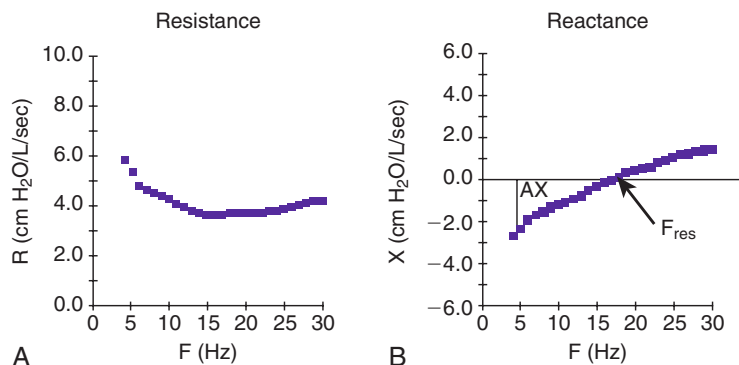 Resistance
10.0
8.0
6.0
4.0
2.0
0.0
R (cm H₂O/L/sec)
0 5 10 15 20 25 30
F (Hz)
A
Reactance
6.0
4.0
2.0
0.0
−2.0
−4.0
−6.0
X (cm H₂O/L/sec)
AX
F_res
0 5 10 15 20 25 30
F (Hz)
B